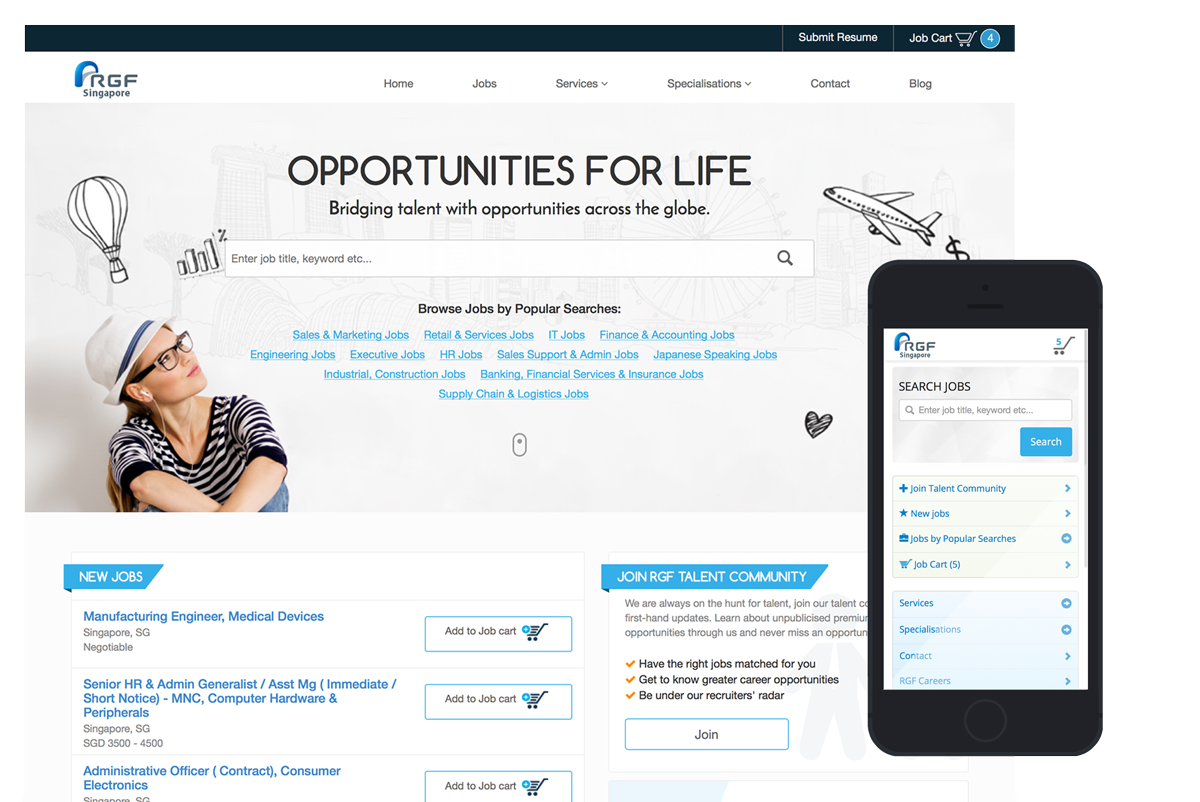 Submit Resume
Job Cart
4
RGF
Singapore
Home
Jobs
Services
Specialisations
Contact
Blog
OPPORTUNITIES FOR LIFE
Bridging talent with opportunities across the globe.
%
Enter job title, keyword etc...
$
Browse Jobs by Popular Searches:
Sales & Marketing Jobs Retail & Services Jobs IT Jobs Finance & Accounting Jobs
Engineering Jobs Executive Jobs HR Jobs Sales Support & Admin Jobs Japanese Speaking Jobs
Industrial, Construction Jobs Banking, Financial Services & Insurance Jobs
Supply Chain & Logistics Jobs
NEW JOBS
Manufacturing Engineer, Medical Devices
Singapore, SG
Negotiable
Add to Job cart
Senior HR & Admin Generalist / Asst Mg ( Immediate /
Short Notice) - MNC, Computer Hardware &
Peripherals
Singapore, SG
SGD 3500 - 4500
Add to Job cart
Administrative Officer ( Contract), Consumer
Electronics
Singapore, SG
Add to Job cart
JOIN RGF TALENT COMMUNITY
We are always on the hunt for talent, join our talent co
first-hand updates. Learn about unpublicised premiu
opportunities through us and never miss an opportun
Have the right jobs matched for you
Get to know greater career opportunities
Be under our recruiters' radar
Join
RGF
Singapore
5
SEARCH JOBS
Enter job title, keyword etc...
Search
Join Talent Community
New jobs
Jobs by Popular Searches
Job Cart (5)
Services
Specialisations
Contact
RGF Careers